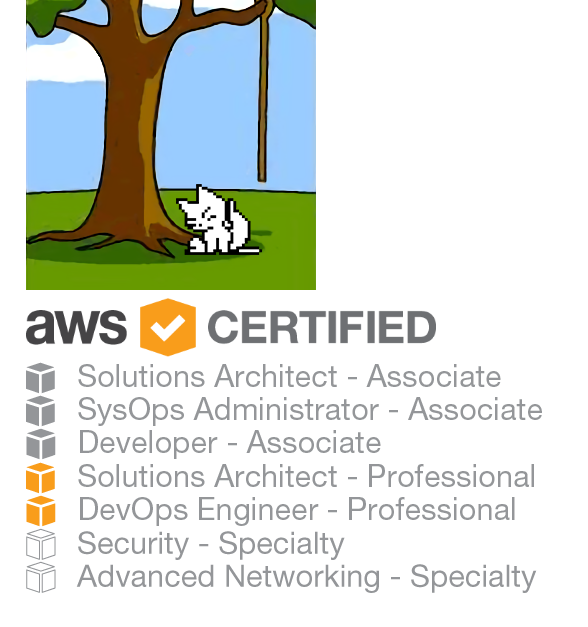 aws CERTIFIED
Solutions Architect - Associate
SysOps Administrator - Associate
Developer - Associate
Solutions Architect - Professional
DevOps Engineer - Professional
Security - Specialty
Advanced Networking - Specialty